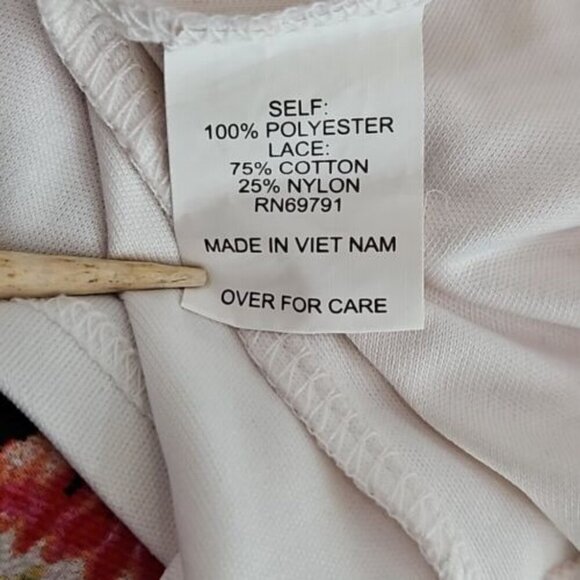 SELF:
100% POLYESTER
LACE:
75% COTTON
25% NYLON
RN69791
MADE IN VIET NAM
OVER FOR CARE